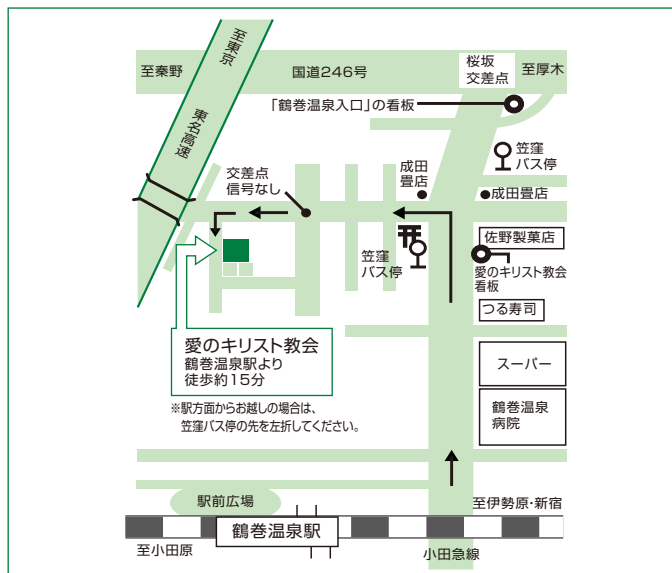 至東京
東名高速
至秦野
国道246号
桜坂
交差点
至厚木
「鶴巻温泉入口」の看板
笠窪
バス停
交差点
信号なし
成田
畳店
成田畳店
佐野製菓店
笠窪
バス停
愛のキリスト教会
看板
つる寿司
愛のキリスト教会
鶴巻温泉駅より
徒歩約15分
※駅方面からお越しの場合は、
笠窪バス停の先を左折してください。
スーパー
鶴巻温泉
病院
駅前広場
至伊勢原・新宿
鶴巻温泉駅
至小田原
小田急線